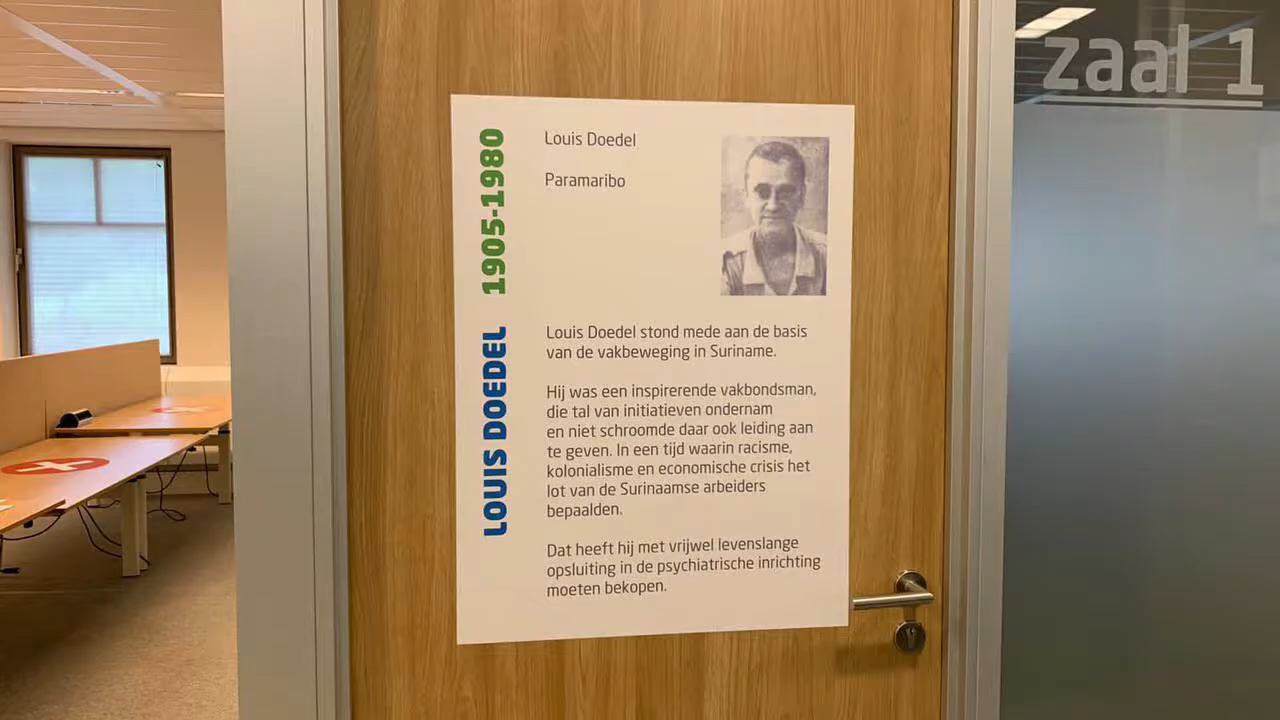 zaal 1
LOUIS DOEDEL 1905-1980
Louis Doedel
Paramaribo
Louis Doedel stond mede aan de basis
van de vakbeweging in Suriname.
Hij was een inspirerende vakbondsman,
die tal van initiatieven ondernam
en niet schroomde daar ook leiding aan
te geven. In een tijd waarin racisme,
kolonialisme en economische crisis het
lot van de Surinaamse arbeiders
bepaalden.
Dat heeft hij met vrijwel levenslange
opsluiting in de psychiatrische inrichting
moeten bekopen.